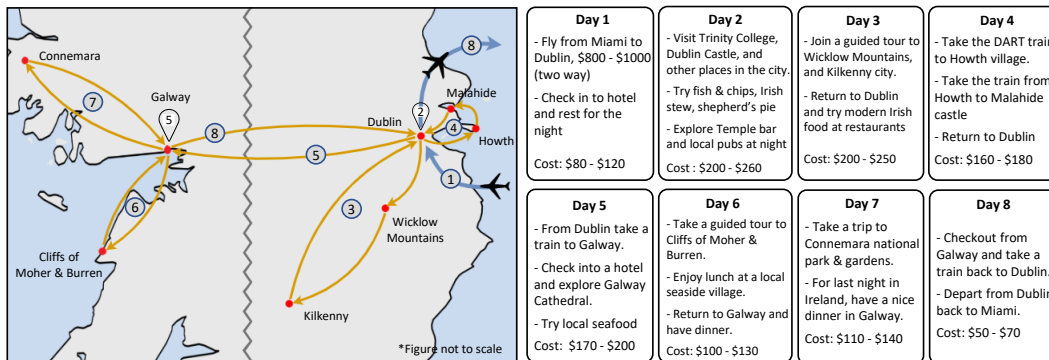 Connemara
7
Galway
5
8
6
Cliffs of
Moher & Burren
5
3
Kilkenny
Wicklow
Mountains
Dublin
2
8
Malahide
4
Howth
1
*Figure not to scale
Day 1
- Fly from Miami to
Dublin, $800 - $1000
(two way)
- Check in to hotel
and rest for the
night
Cost: $80 - $120
Day 2
- Visit Trinity College,
Dublin Castle, and
other places in the city.
- Try fish & chips, Irish
stew, shepherd's pie
- Explore Temple bar
and local pubs at night
Cost : $200 - $260
Day 3
- Join a guided tour to
Wicklow Mountains,
and Kilkenny city.
- Return to Dublin
and try modern Irish
food at restaurants
Cost: $200 - $250
Day 4
- Take the DART train
to Howth village.
- Take the train from
Howth to Malahide
castle
- Return to Dublin
Cost: $160 - $180
Day 5
- From Dublin take a
train to Galway.
- Check into a hotel
and explore Galway
Cathedral.
- Try local seafood
Cost: $170 - $200
Day 6
- Take a guided tour to
Cliffs of Moher &
Burren.
- Enjoy lunch at a local
seaside village.
- Return to Galway and
have dinner.
Cost: $100 - $130
Day 7
- Take a trip to
Connemara national
park & gardens.
- For last night in
Ireland, have a nice
dinner in Galway.
Cost: $110 - $140
Day 8
- Checkout from
Galway and take a
train back to Dublin.
- Depart from Dublin
back to Miami.
Cost: $50 - $70